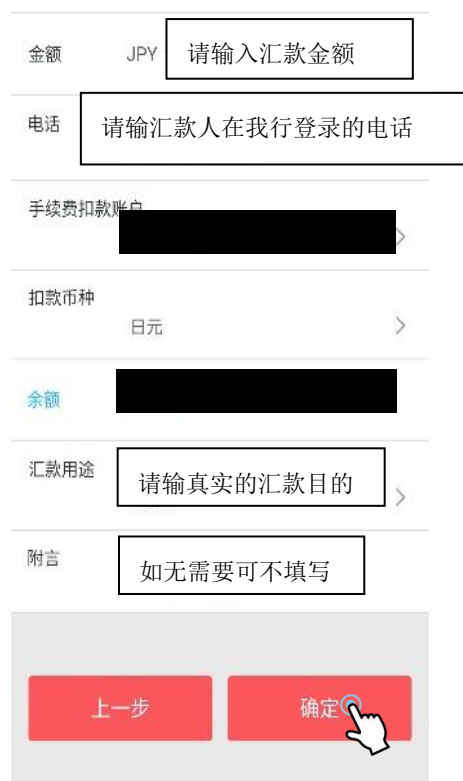 金额 JPY 请输入汇款金额
电话 请输汇款人在我行登录的电话
手续费扣款账户
扣款币种
日元
余额
汇款用途 请输真实的汇款目的
附言 如无需要可不填写
上一步 确定